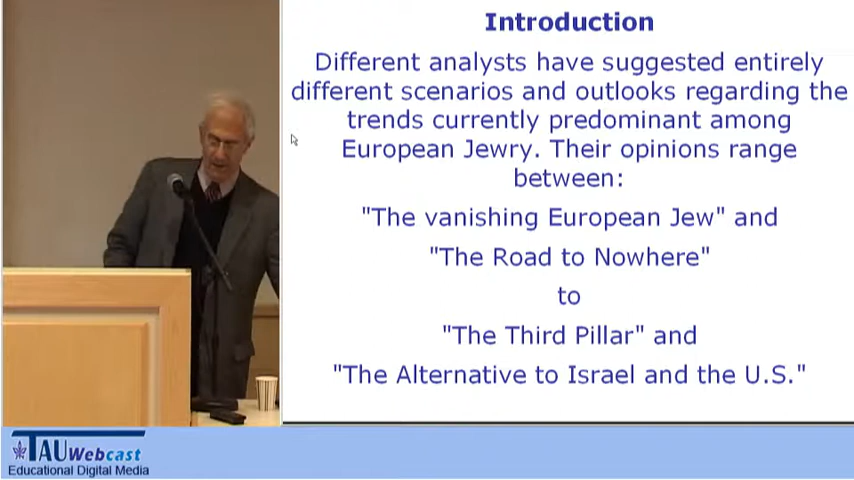 Introduction
Different analysts have suggested entirely
different scenarios and outlooks regarding the
trends currently predominant among
European Jewry. Their opinions range
between:
"The vanishing European Jew" and
"The Road to Nowhere"
to
"The Third Pillar" and
"The Alternative to Israel and the U.S."
TAU Webcast
Educational Digital Media